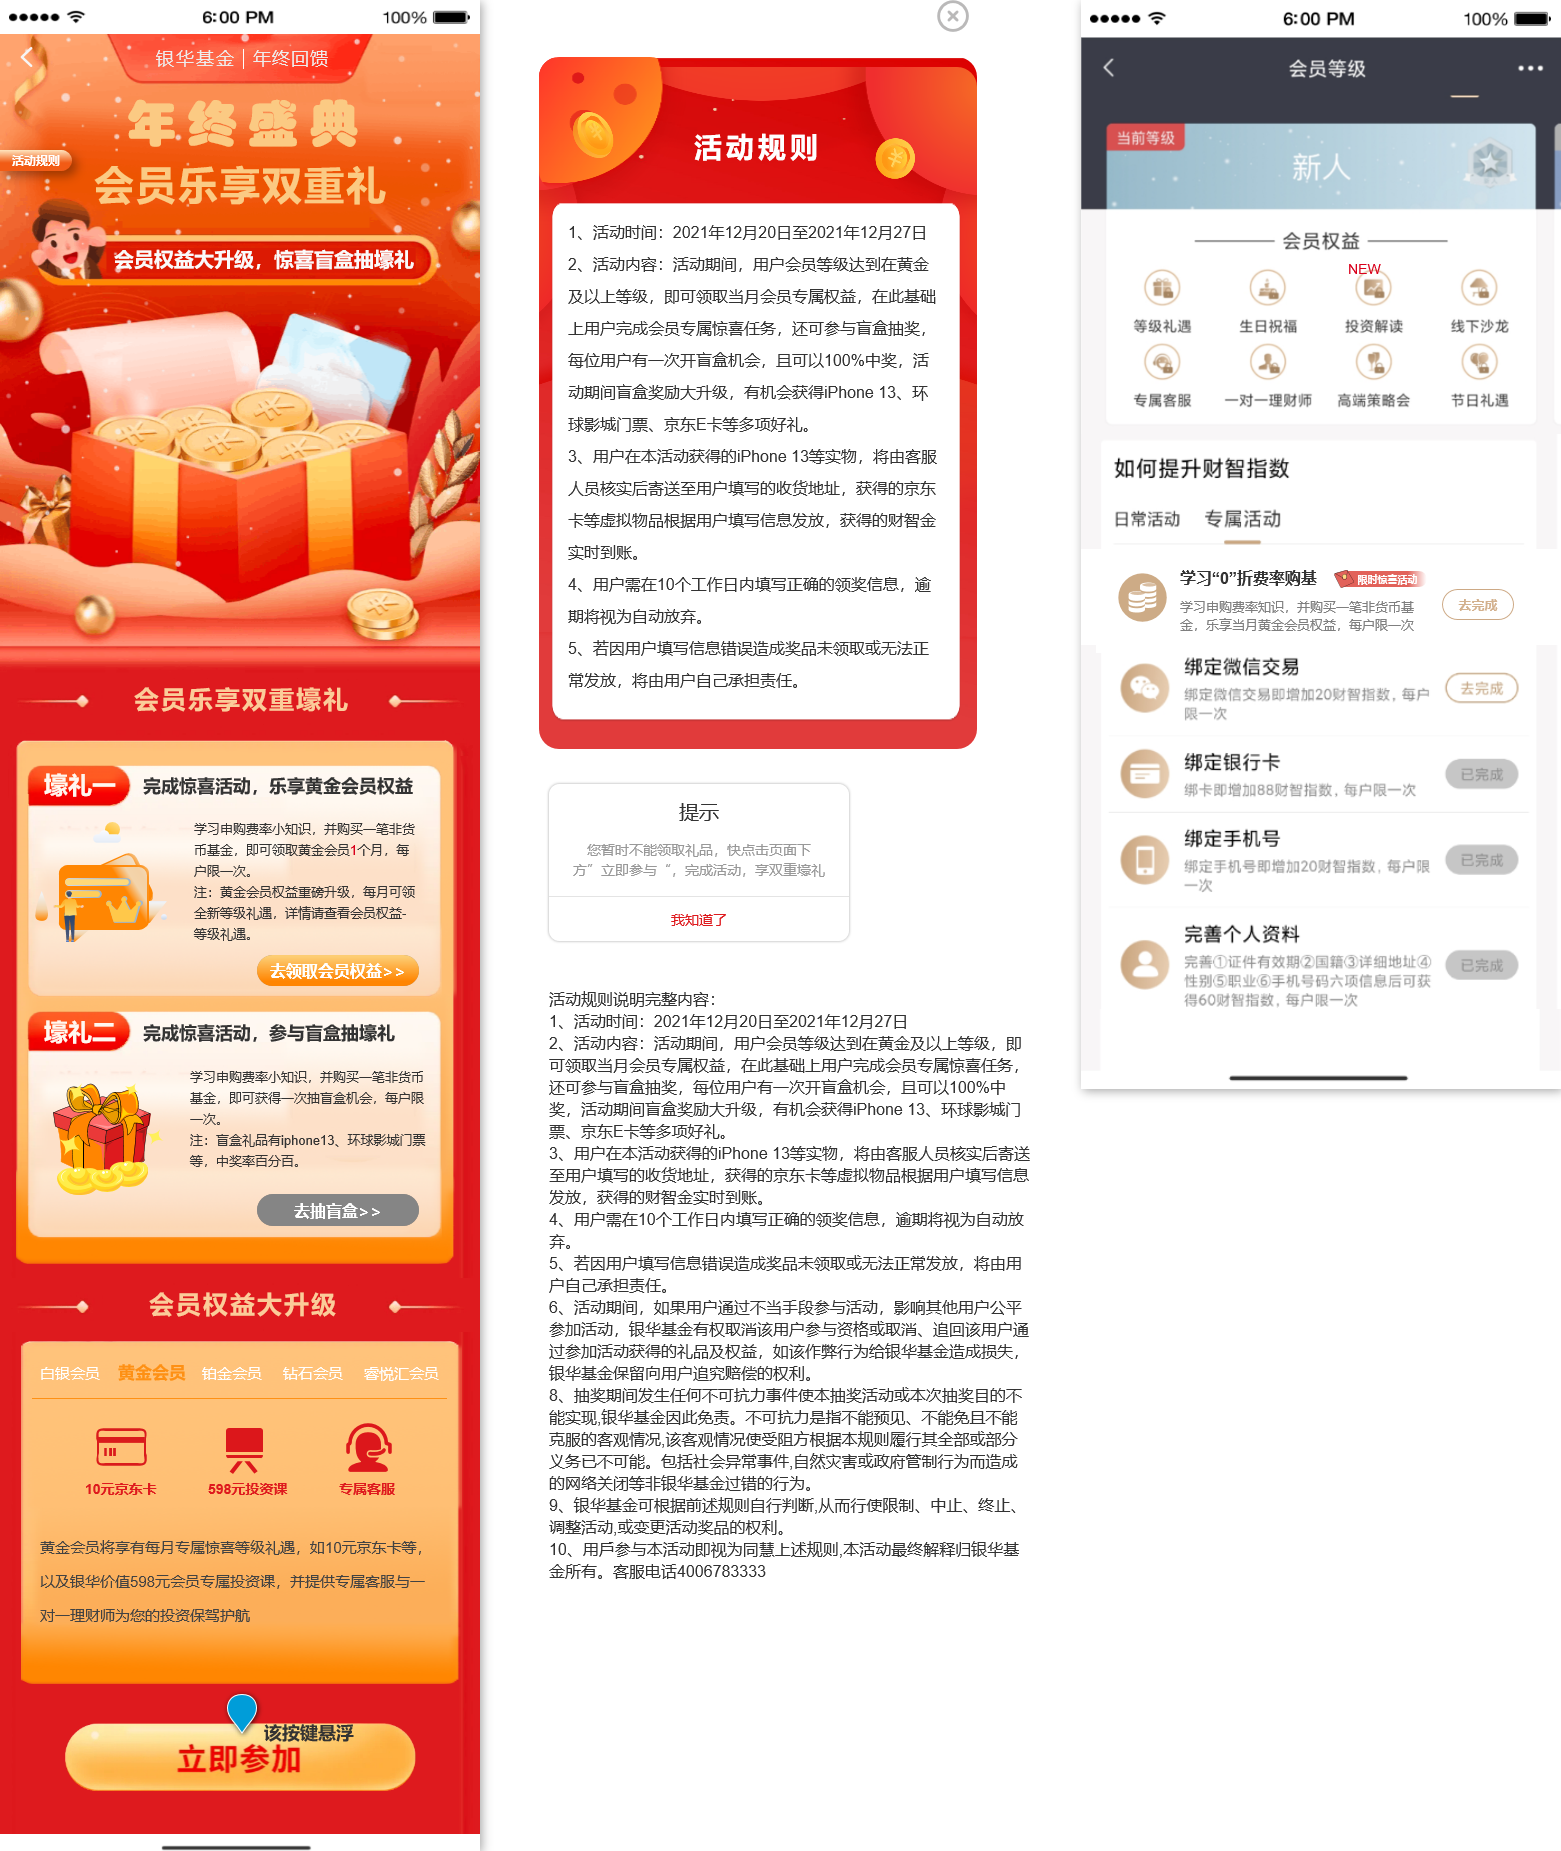 6:00 PM
100%
银华基金｜年终回馈
年终盛典
活动规则
会员乐享双重礼
会员权益大升级，惊喜盲盒抽壕礼
会员乐享双重壕礼
壕礼一
完成惊喜活动，乐享黄金会员权益
学习申购费率小知识，并购买一笔非货
币基金，即可领取黄金会员1个月，每
户限一次。
注：黄金会员权益重磅升级，每月可领
全新等级礼遇，详情请查看会员权益-
等级礼遇。
去领取会员权益>>
壕礼二
完成惊喜活动，参与盲盒抽壕礼
学习申购费率小知识，并购买一笔非货币
基金，即可获得一次抽盲盒机会，每户限
一次。
注：盲盒礼品有iphone13、环球影城门票
等，中奖率百分百。
去抽盲盒>>
会员权益大升级
白银会员 黄金会员 铂金会员 钻石会员 睿悦汇会员
10元京东卡 598元投资课 专属客服
黄金会员将享有每月专属惊喜等级礼遇，如10元京东卡等，
以及银华价值598元会员专属投资课，并提供专属客服与一
对一理财师为您的投资保驾护航
该按键悬浮
立即参加
活动规则
1、活动时间：2021年12月20日至2021年12月27日
2、活动内容：活动期间，用户会员等级达到在黄金
及以上等级，即可领取当月会员专属权益，在此基础
上用户完成会员专属惊喜任务，还可参与盲盒抽奖，
每位用户有一次开盲盒机会，且可以100%中奖，活
动期间盲盒奖励大升级，有机会获得iPhone 13、环
球影城门票、京东E卡等多项好礼。
3、用户在本活动获得的iPhone 13等实物，将由客服
人员核实后寄送至用户填写的收货地址，获得的京东
卡等虚拟物品根据用户填写信息发放，获得的财智金
实时到账。
4、用户需在10个工作日内填写正确的领奖信息，逾
期将视为自动放弃。
5、若因用户填写信息错误造成奖品未领取或无法正
常发放，将由用户自己承担责任。
提示
您暂时不能领取礼品，快点击页面下
方”立即参与“，完成活动，享双重壕礼
我知道了
活动规则说明完整内容：
1、活动时间：2021年12月20日至2021年12月27日
2、活动内容：活动期间，用户会员等级达到在黄金及以上等级，即
可领取当月会员专属权益，在此基础上用户完成会员专属惊喜任务，
还可参与盲盒抽奖，每位用户有一次开盲盒机会，且可以100%中
奖，活动期间盲盒奖励大升级，有机会获得iPhone 13、环球影城门
票、京东E卡等多项好礼。
3、用户在本活动获得的iPhone 13等实物，将由客服人员核实后寄送
至用户填写的收货地址，获得的京东卡等虚拟物品根据用户填写信息
发放，获得的财智金实时到账。
4、用户需在10个工作日内填写正确的领奖信息，逾期将视为自动放
弃。
5、若因用户填写信息错误造成奖品未领取或无法正常发放，将由用
户自己承担责任。
6、活动期间，如果用户通过不当手段参与活动，影响其他用户公平
参加活动，银华基金有权取消该用户参与资格或取消、追回该用户通
过参加活动获得的礼品及权益，如该作弊行为给银华基金造成损失，
银华基金保留向用户追究赔偿的权利。
8、抽奖期间发生任何不可抗力事件使本抽奖活动或本次抽奖目的不
能实现,银华基金因此免责。不可抗力是指不能预见、不能免且不能
克服的客观情况,该客观情况使受阻方根据本规则履行其全部或部分
义务已不可能。包括社会异常事件,自然灾害或政府管制行为而造成
的网络关闭等非银华基金过错的行为。
9、银华基金可根据前述规则自行判断,从而行使限制、中止、终止、
调整活动,或变更活动奖品的权利。
10、用戶参与本活动即视为同慧上述规则,本活动最终解释归银华基
金所有。客服电话4006783333
6:00 PM
100%
会员等级
当前等级
新人
会员权益
NEW
等级礼遇 生日祝福 投资解读 线下沙龙
专属客服 一对一理财师 高端策略会 节日礼遇
如何提升财智指数
日常活动 专属活动
学习“0”折费率购基
限时惊喜活动
学习申购费率知识，并购买一笔非货币基
金，乐享当月黄金会员权益，每户限一次
去完成
绑定微信交易
绑定微信交易即增加20财智指数, 每户
限一次
去完成
绑定银行卡
绑卡即增加88财智指数, 每户限一次
已完成
绑定手机号
绑定手机号即增加20财智指数, 每户限
一次
已完成
完善个人资料
完善①证件有效期②国籍③详细地址④
性别⑤职业⑥手机号码六项信息后可获
得60财智指数, 每户限一次
已完成